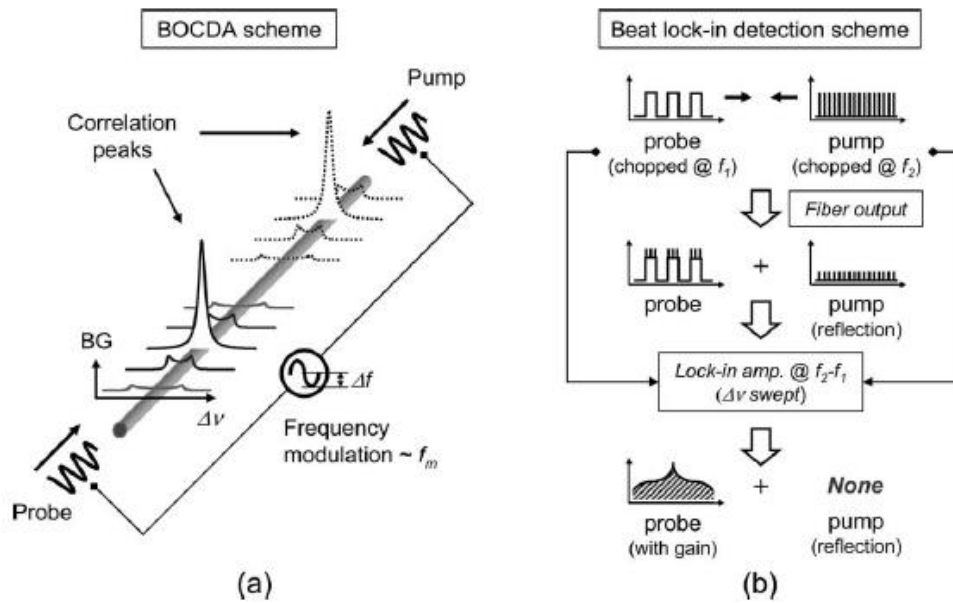 BOCDA scheme
Pump
Correlation
peaks
BG
Δν
Δf
Frequency
modulation ~ fm
Probe
(a)
Beat lock-in detection scheme
probe
(chopped @ f1)
pump
(chopped @ f2)
Fiber output
probe
+
pump
(reflection)
Lock-in amp. @ f2-f1
(Δν swept)
probe
(with gain)
+
None
pump
(reflection)
(b)